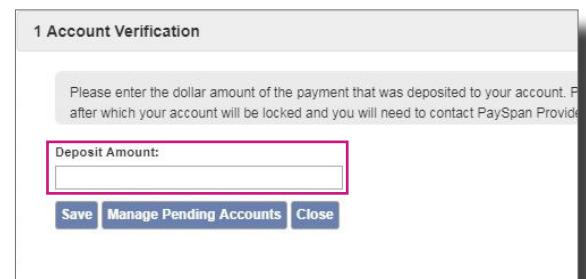 1 Account Verification
Please enter the dollar amount of the payment that was deposited to your account.
after which your account will be locked and you will need to contact PaySpan
Deposit Amount:
Save Manage Pending Accounts Close